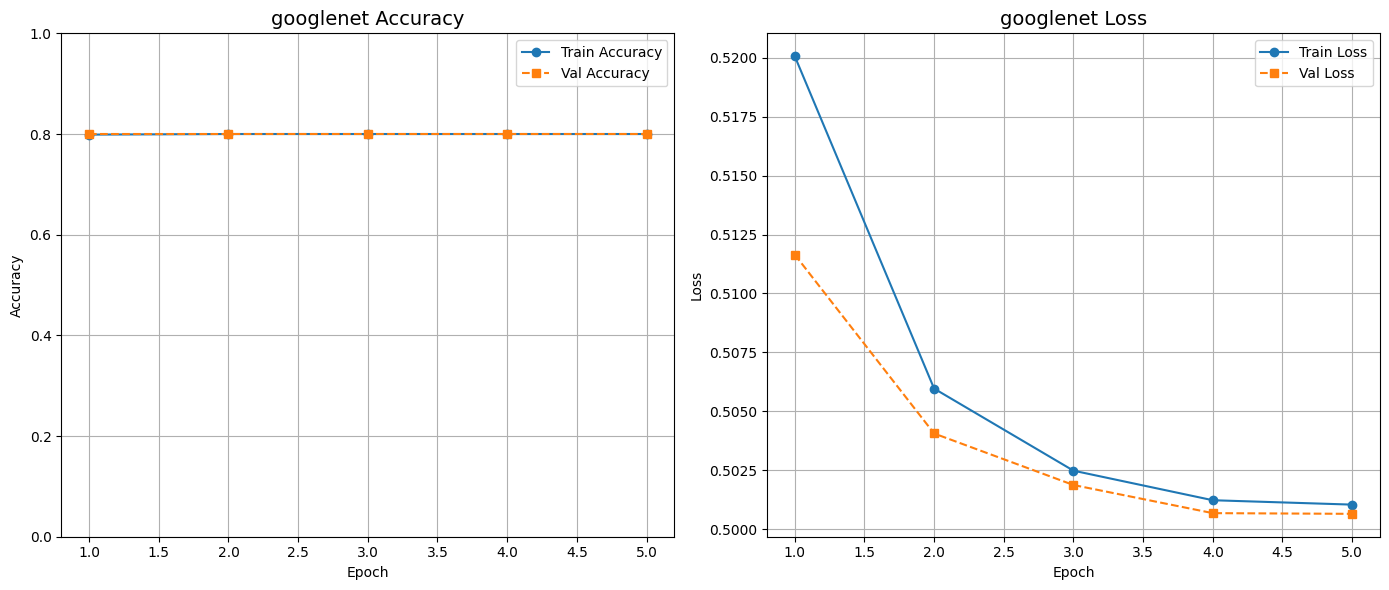 googlenet Accuracy
Train Accuracy
Val Accuracy
1.0
0.8
0.6
0.4
0.2
0.0
Accuracy
1.0 1.5 2.0 2.5 3.0 3.5 4.0 4.5 5.0
Epoch
googlenet Loss
Train Loss
Val Loss
0.5200
0.5175
0.5150
0.5125
0.5100
0.5075
0.5050
0.5025
0.5000
Loss
1.0 1.5 2.0 2.5 3.0 3.5 4.0 4.5 5.0
Epoch